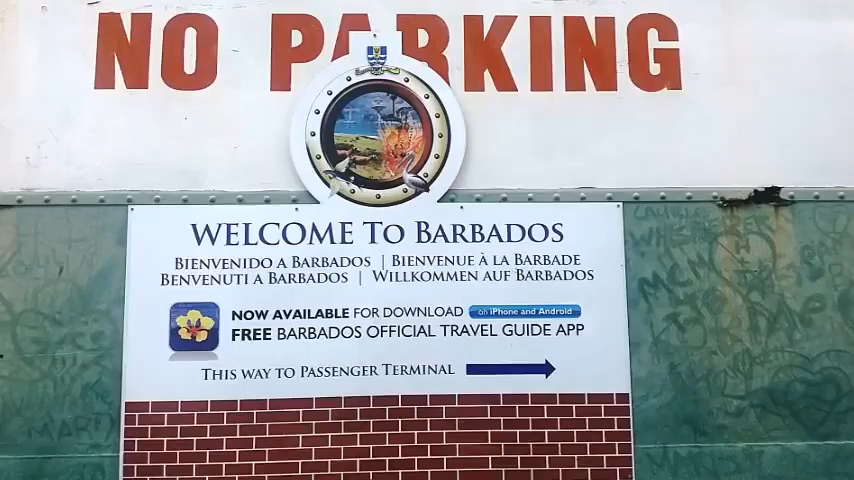 NO PARKING
WELCOME TO BARBADOS
BIENVENIDO A BARBADOS | BIENVENUE À LA BARBADE
BENVENUTI A BARBADOS | WILLKOMMEN AUF BARBADOS
NOW AVAILABLE FOR DOWNLOAD on iPhone and Android
FREE BARBADOS OFFICIAL TRAVEL GUIDE APP
THIS WAY TO PASSENGER TERMINAL
MCM